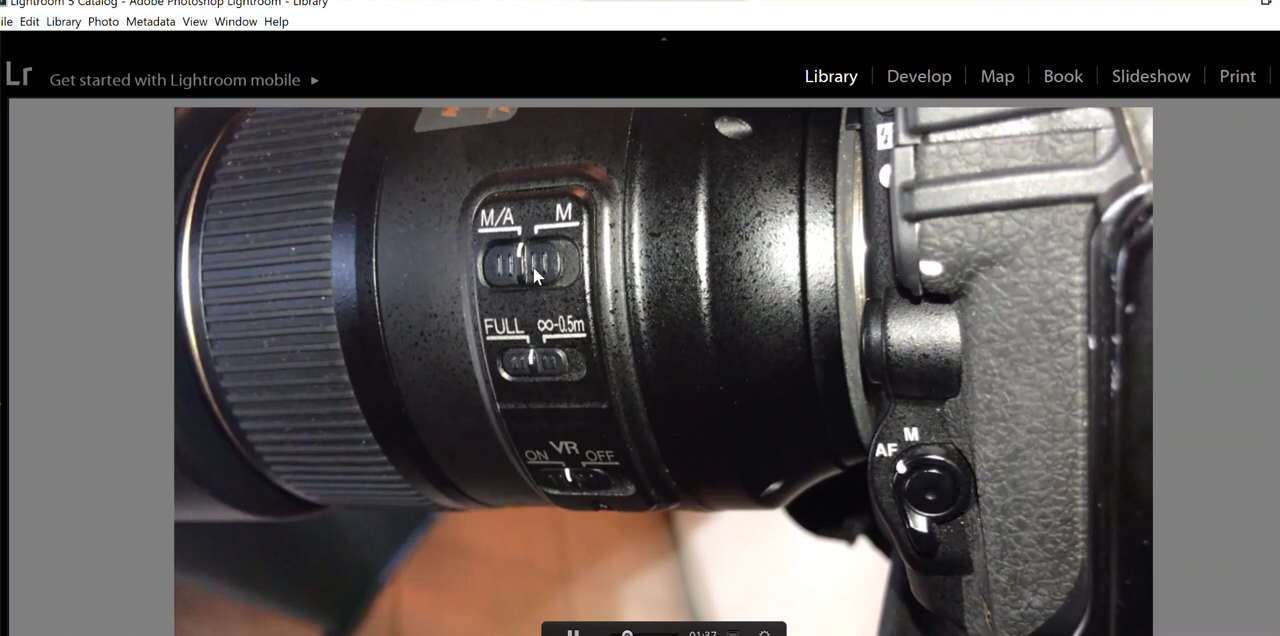 Lightroom 5 Catalog - Adobe Photoshop Lightroom - Library
ile Edit Library Photo Metadata View Window Help
Lr Get started with Lightroom mobile ▸
Library Develop Map Book Slideshow Print
M/A M
FULL ∞-0.5m
ON VR OFF
M
AF
01:37